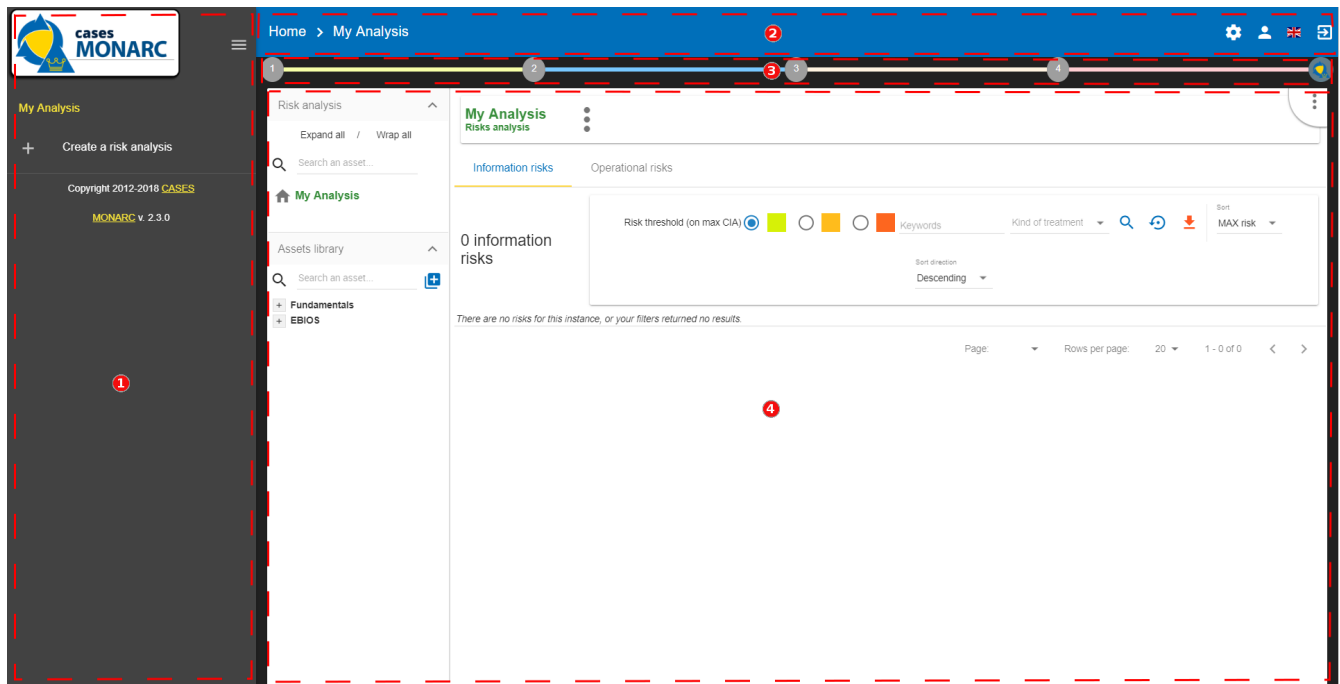 cases
MONARC
My Analysis
Create a risk analysis
Copyright 2012-2018 CASES
MONARC v. 2.3.0
1
Home > My Analysis
2
1
2
3
3
4
Risk analysis
Expand all / Wrap all
Search an asset...
My Analysis
Assets library
Search an asset...
+ Fundamentals
+ EBIOS
My Analysis
Risks analysis
Information risks
Operational risks
0 information
risks
Risk threshold (on max CIA)
Keywords
Kind of treatment
Sort
MAX risk
Sort direction
Descending
There are no risks for this instance, or your filters returned no results.
Page:
Rows per page:
20
1 - 0 of 0
4